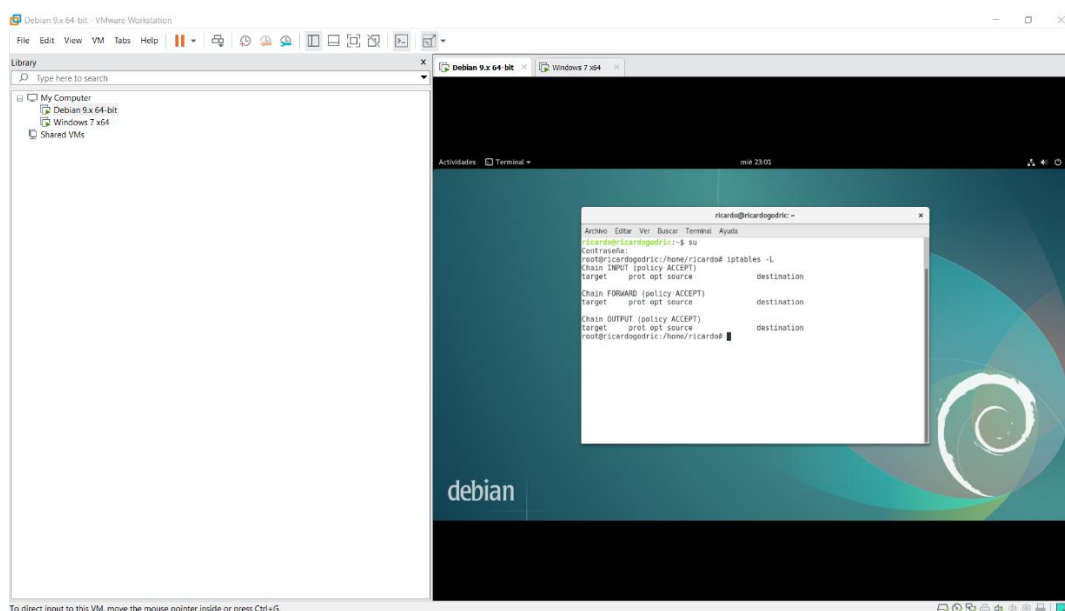 Debian 9.x 64-bit - VMware Workstation
File Edit View VM Tabs Help
Library
Type here to search
My Computer
Debian 9.x 64-bit
Windows 7 x64
Shared VMs
Debian 9.x 64-bit
Windows 7 x64
Actividades Terminal mié 23:01
ricardo@ricardogodric: ~
Archivo Editar Ver Buscar Terminal Ayuda
ricardo@ricardogodric:~$ su
Contraseña:
root@ricardogodric:/home/ricardo# iptables -L
Chain INPUT (policy ACCEPT)
target prot opt source destination
Chain FORWARD (policy ACCEPT)
target prot opt source destination
Chain OUTPUT (policy ACCEPT)
target prot opt source destination
root@ricardogodric:/home/ricardo#
debian
To direct input to this VM, move the mouse pointer inside or press Ctrl+G.